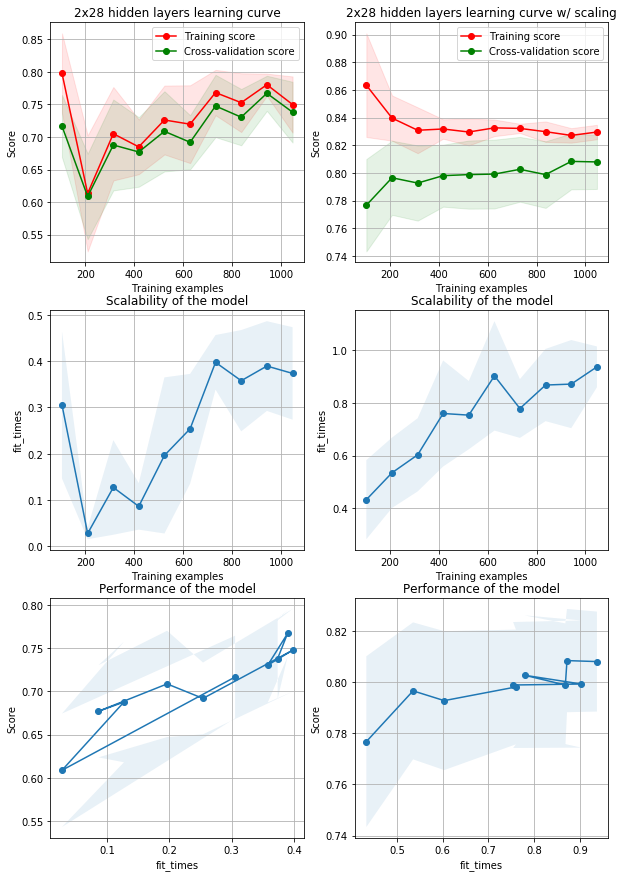 2x28 hidden layers learning curve
Training score
Cross-validation score
0.85
0.80
0.75
0.70
0.65
0.60
0.55
Score
200 400 600 800 1000
Training examples
2x28 hidden layers learning curve w/ scaling
Training score
Cross-validation score
0.90
0.88
0.86
0.84
0.82
0.80
0.78
0.76
0.74
Score
200 400 600 800 1000
Training examples
Scalability of the model
0.5
0.4
0.3
0.2
0.1
0.0
fit_times
200 400 600 800 1000
Training examples
Scalability of the model
1.0
0.8
0.6
0.4
fit_times
200 400 600 800 1000
Training examples
Performance of the model
0.80
0.75
0.70
0.65
0.60
0.55
Score
0.1 0.2 0.3 0.4
fit_times
Performance of the model
0.82
0.80
0.78
0.76
0.74
Score
0.5 0.6 0.7 0.8 0.9
fit_times